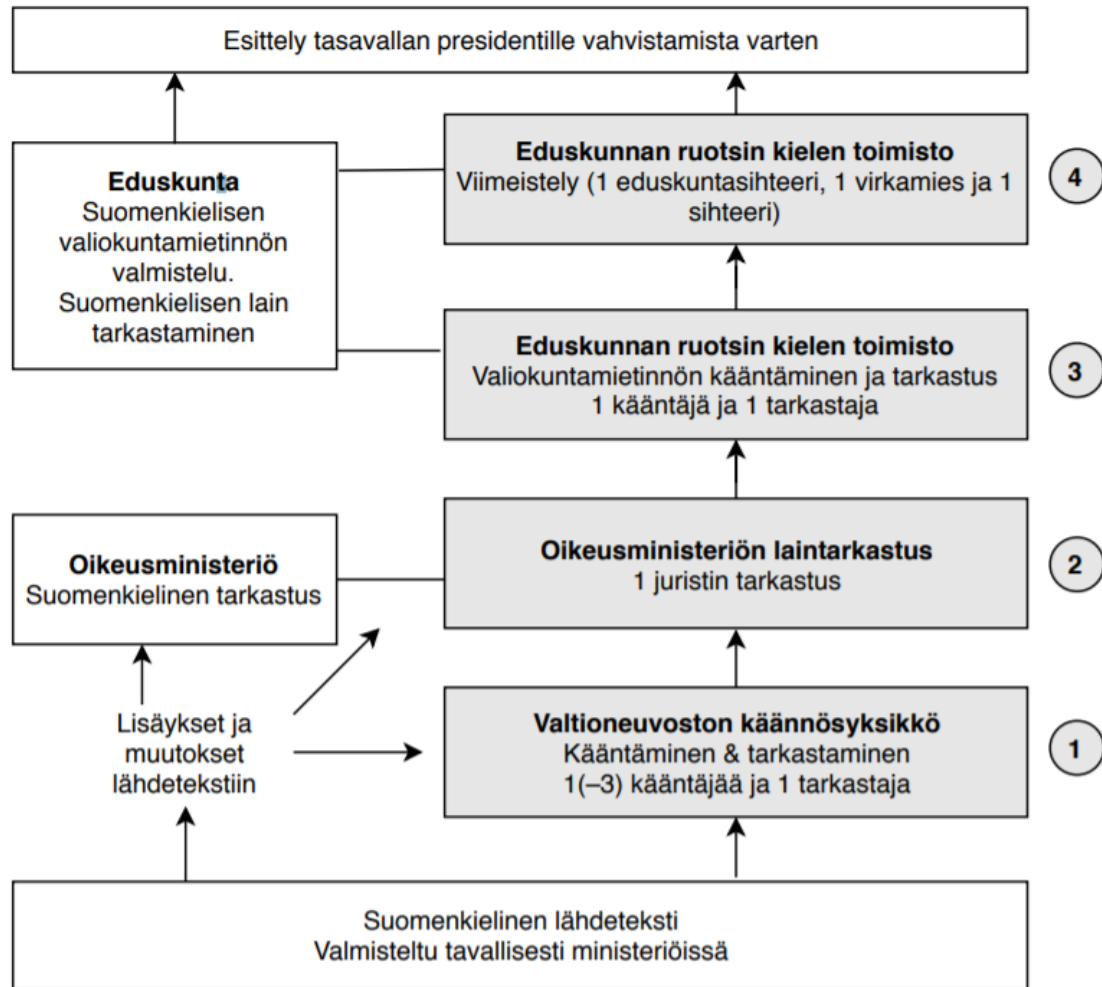 Esittely tasavallan presidentille vahvistamista varten
Eduskunta
Suomenkielisen
valiokuntamietinnön
valmistelu.
Suomenkielisen lain
tarkastaminen
Eduskunnan ruotsin kielen toimisto
Viimeistely (1 eduskuntasihteeri, 1 virkamies ja 1
sihteeri)
4
Eduskunnan ruotsin kielen toimisto
Valiokuntamietinnön kääntäminen ja tarkastus
1 kääntäjä ja 1 tarkastaja
3
Oikeusministeriö
Suomenkielinen tarkastus
Oikeusministeriön laintarkastus
1 juristin tarkastus
2
Lisäykset ja
muutokset
lähdetekstiin
Valtioneuvoston käännösyksikkö
Kääntäminen & tarkastaminen
1(–3) kääntäjää ja 1 tarkastaja
1
Suomenkielinen lähdeteksti
Valmisteltu tavallisesti ministeriöissä